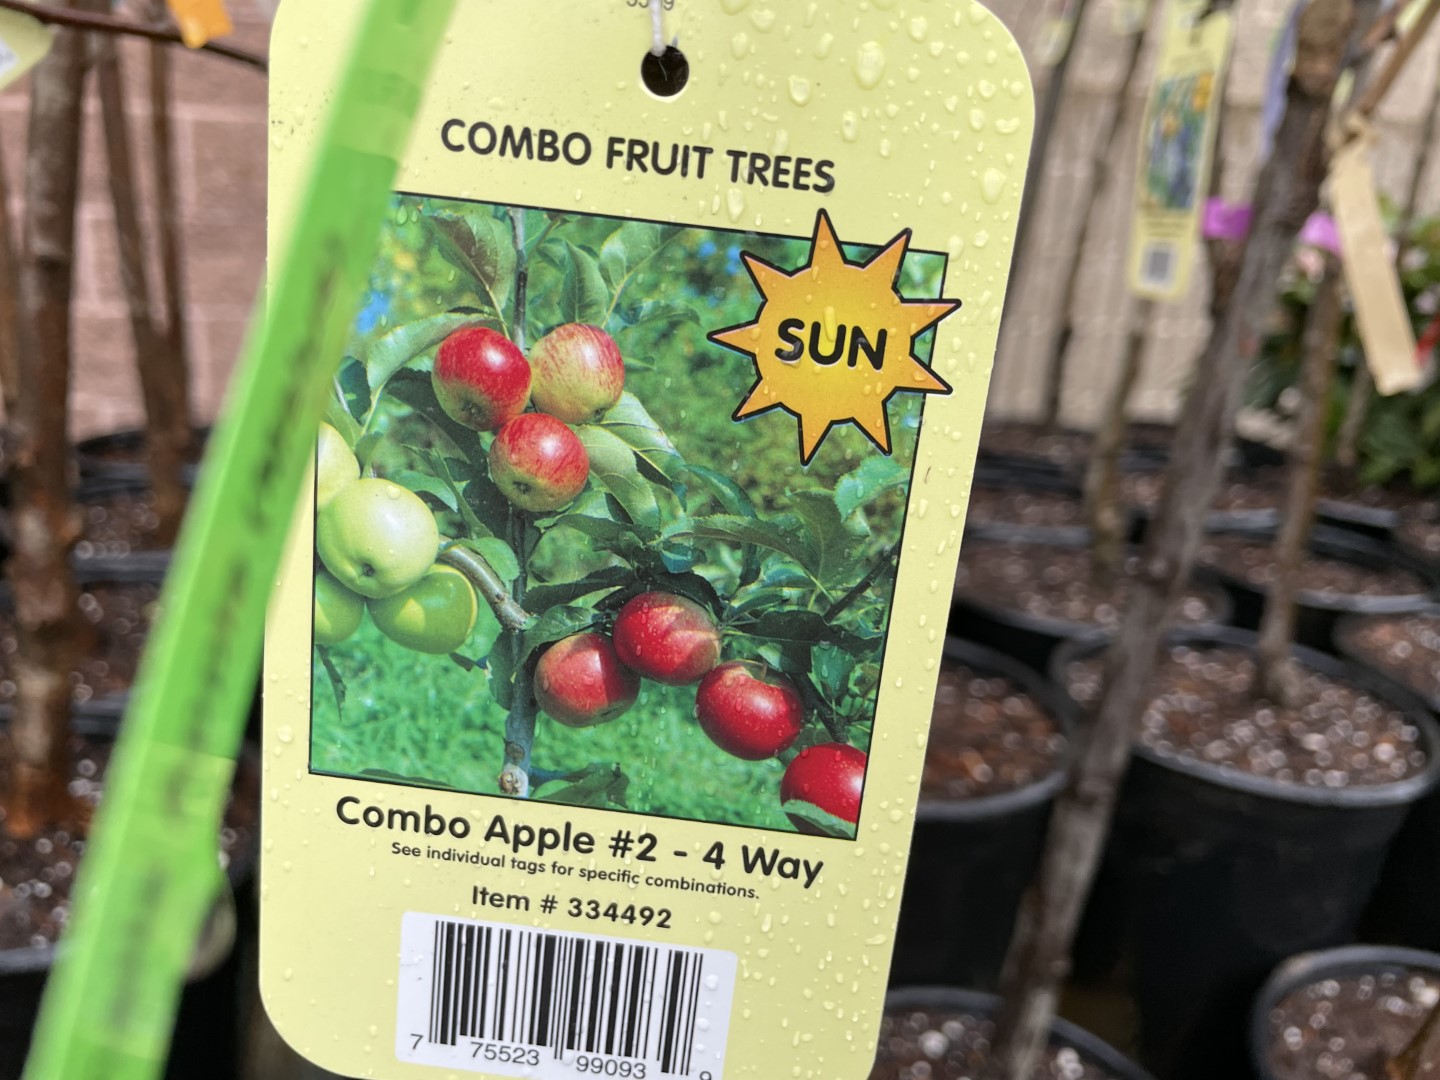 COMBO FRUIT TREES
SUN
Combo Apple #2 - 4 Way
See individual tags for specific combinations.
Item # 334492
7 75523 99093 9